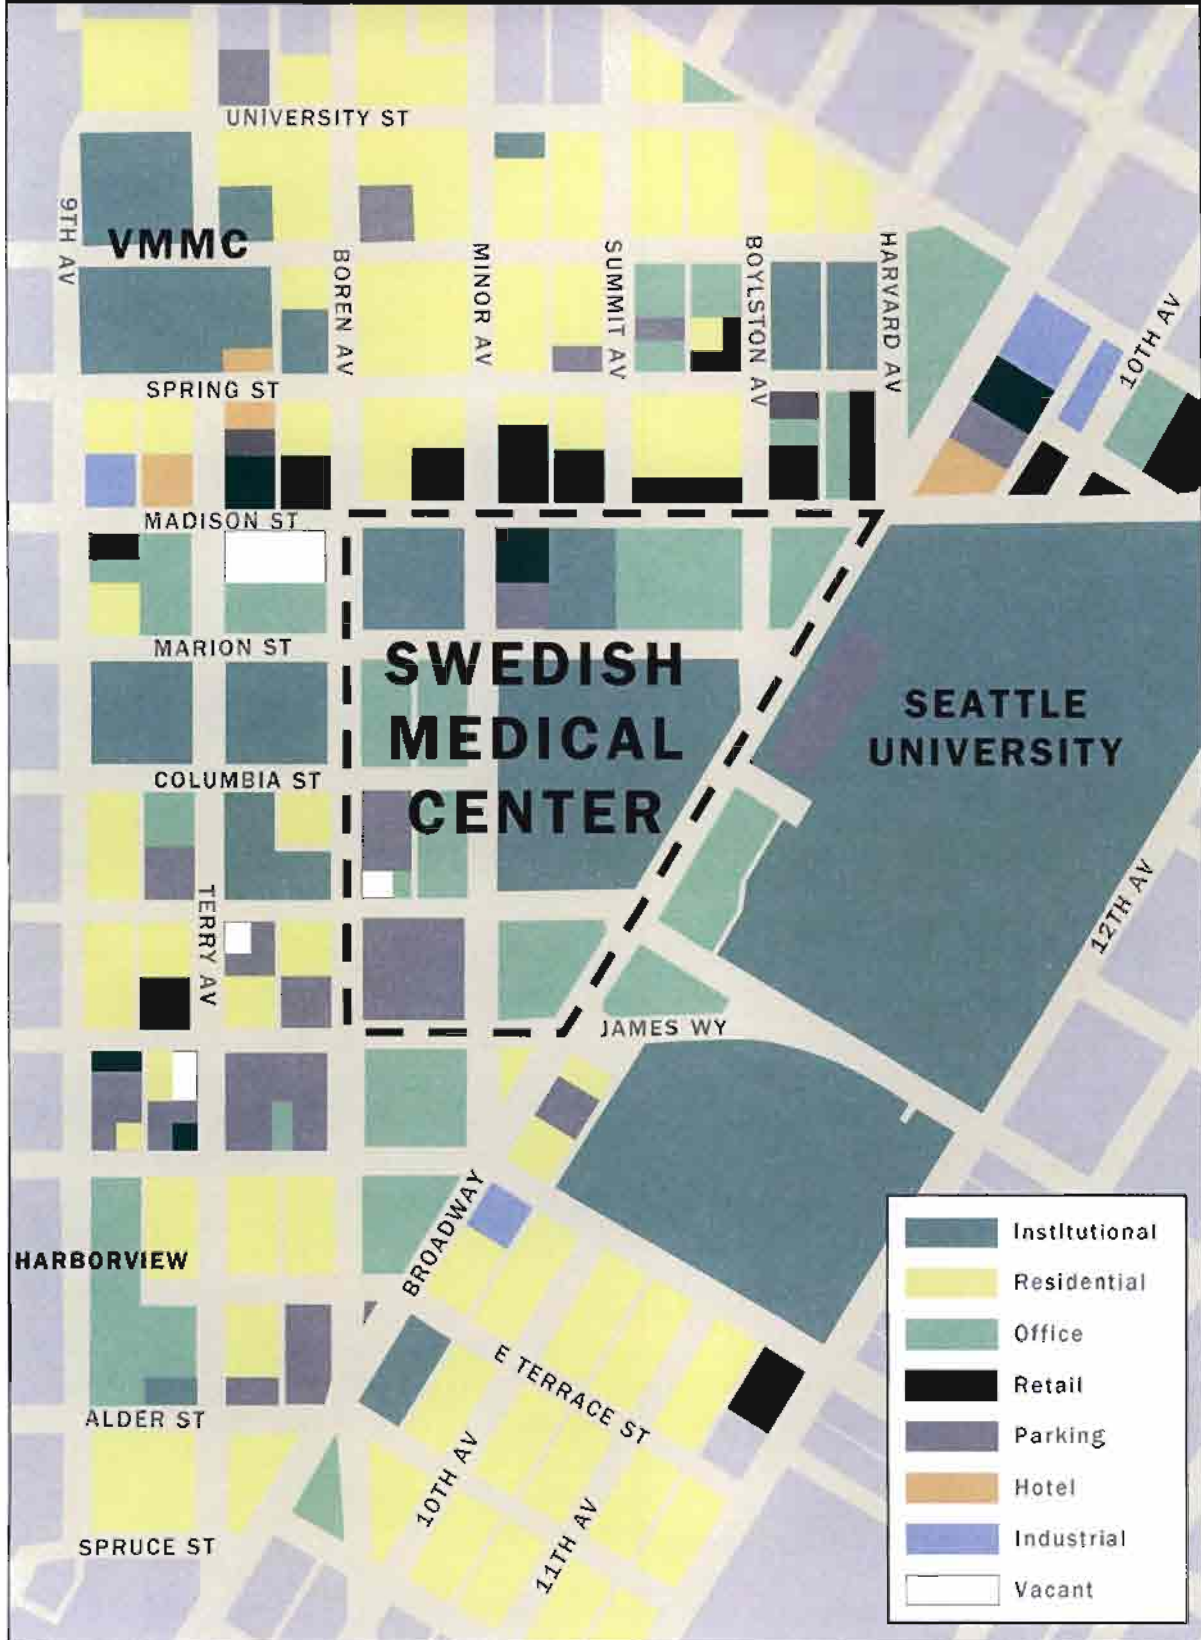 UNIVERSITY ST
9TH AV
VMMC
BOREN AV
MINOR AV
SUMMIT AV
BOYLSTON AV
HARVARD AV
10TH AV
SPRING ST
MADISON ST
MARION ST
SWEDISH
MEDICAL
CENTER
SEATTLE
UNIVERSITY
COLUMBIA ST
TERRY AV
12TH AV
JAMES WY
BROADWAY
HARBORVIEW
E TERRACE ST
ALDER ST
10TH AV
11TH AV
SPRUCE ST
Institutional
Residential
Office
Retail
Parking
Hotel
Industrial
Vacant